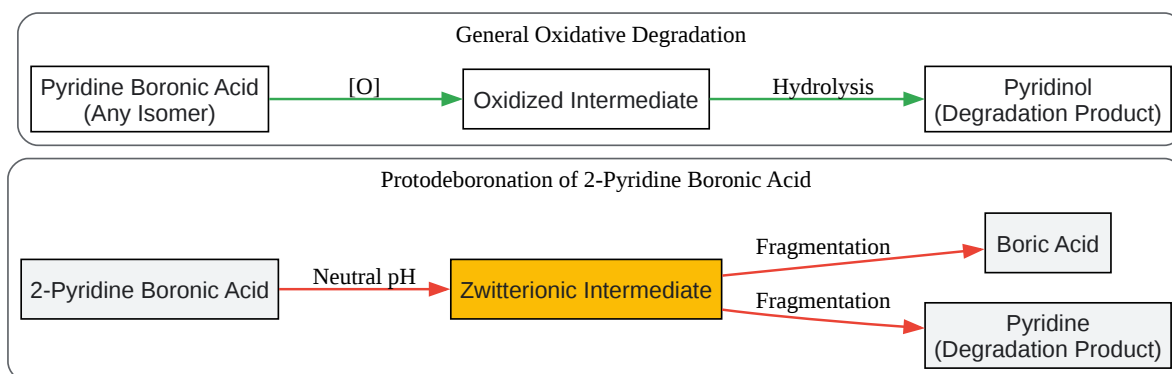 General Oxidative Degradation
Pyridine Boronic Acid
(Any Isomer)
[O]
Oxidized Intermediate
Hydrolysis
Pyridinol
(Degradation Product)
Protodeboronation of 2-Pyridine Boronic Acid
2-Pyridine Boronic Acid
Neutral pH
Zwitterionic Intermediate
Fragmentation
Boric Acid
Fragmentation
Pyridine
(Degradation Product)